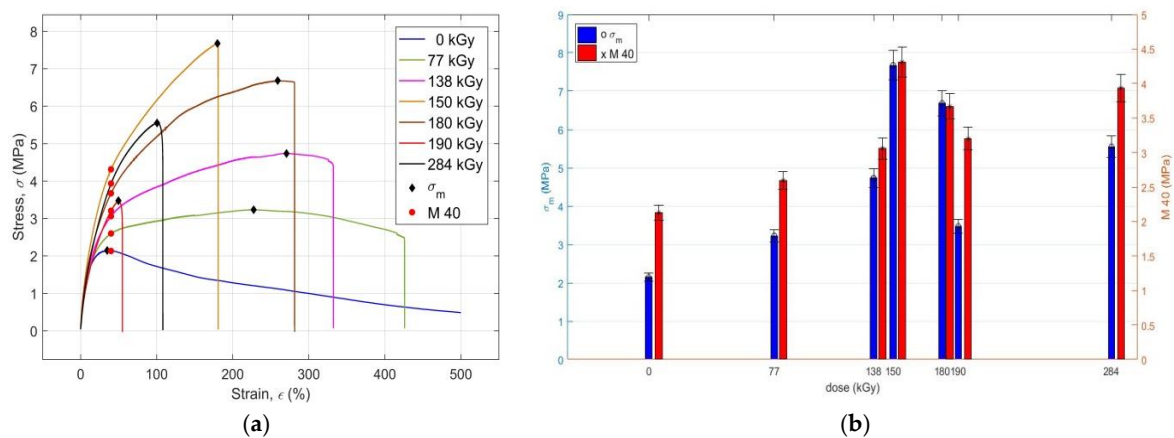 8
7
6
5
4
3
2
1
0
Stress, σ (MPa)
0 100 200 300 400 500
Strain, ϵ (%)
0 kGy
77 kGy
138 kGy
150 kGy
180 kGy
190 kGy
284 kGy
σm
M 40
(a)
9
8
7
6
5
4
3
2
1
0
σm (MPa)
o σm
x M 40
0 77 138 150 180 190 284
dose (kGy)
5
4.5
4
3.5
3
2.5
2
1.5
1
0.5
0
M 40 (MPa)
(b)